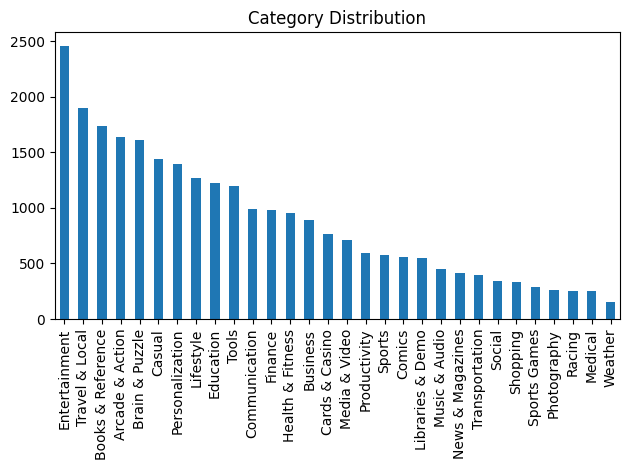 Category Distribution
2500
2000
1500
1000
500
0
Entertainment
Travel & Local
Books & Reference
Arcade & Action
Brain & Puzzle
Casual
Personalization
Lifestyle
Education
Tools
Communication
Finance
Health & Fitness
Business
Cards & Casino
Media & Video
Productivity
Sports
Comics
Libraries & Demo
Music & Audio
News & Magazines
Transportation
Social
Shopping
Sports Games
Photography
Racing
Medical
Weather